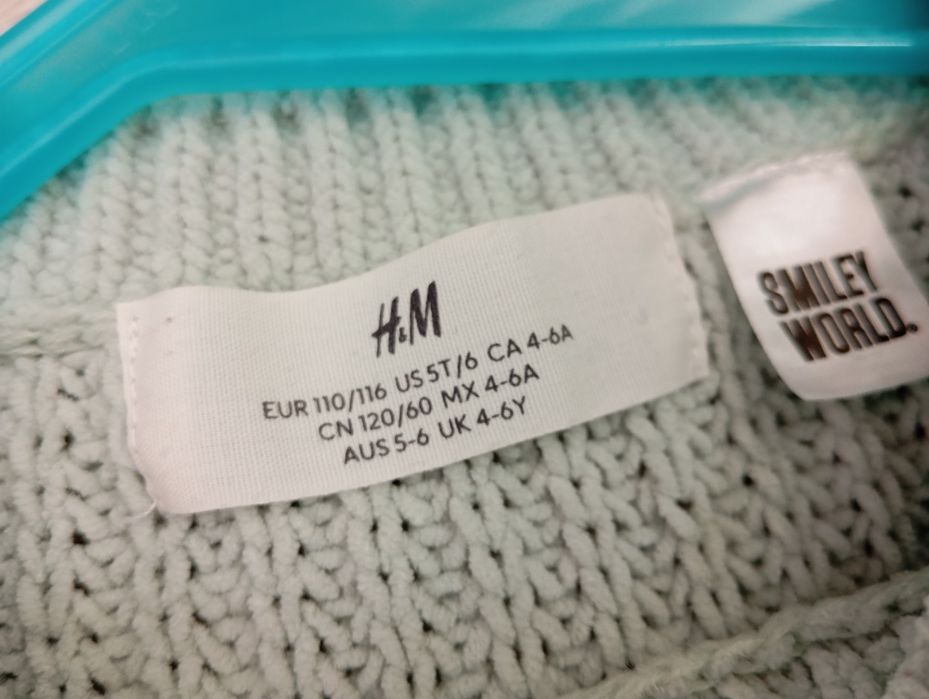 H&M
EUR 110/116 US 5T/6 CA 4-6A
CN 120/60 MX 4-6A
AUS 5-6 UK 4-6Y
SMILEY
WORLD.